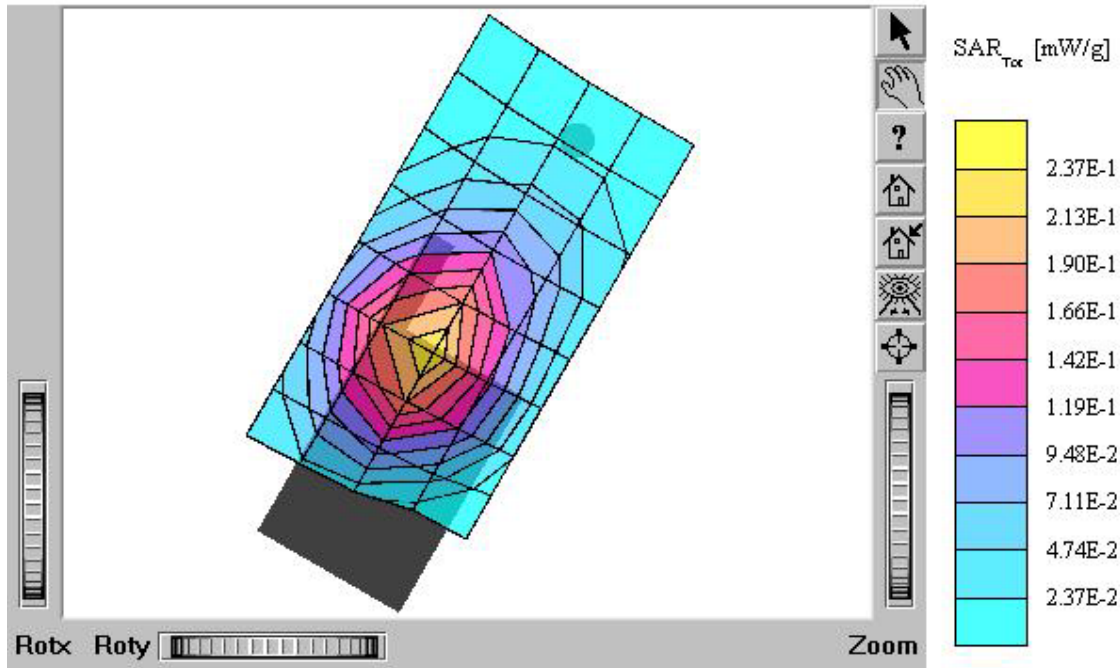 SAR_Tot [mW/g]
?
2.37E-1
2.13E-1
1.90E-1
1.66E-1
1.42E-1
1.19E-1
9.48E-2
7.11E-2
4.74E-2
2.37E-2
Rotx Roty Zoom